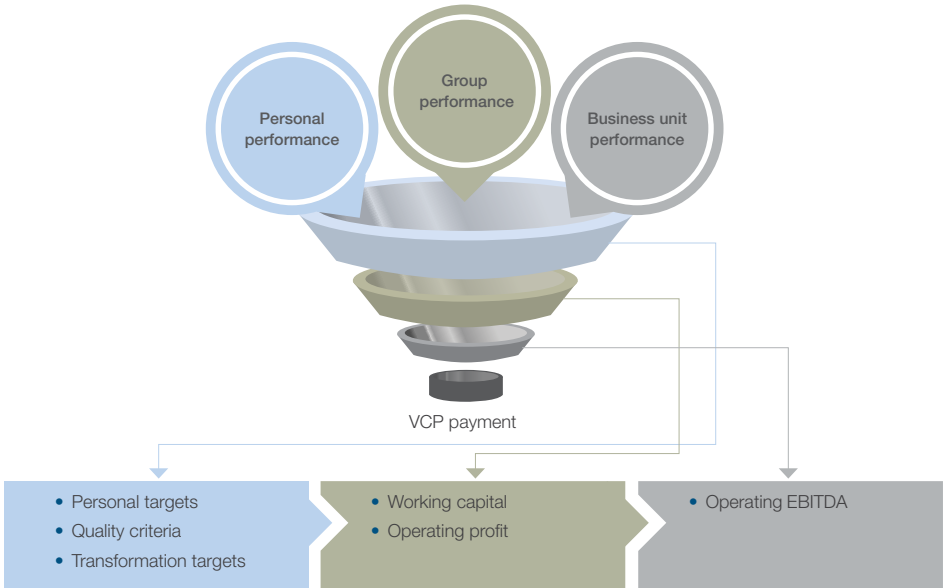 Group
performance
Personal
performance
Business unit
performance
VCP payment
• Personal targets
• Quality criteria
• Transformation targets
• Working capital
• Operating profit
• Operating EBITDA